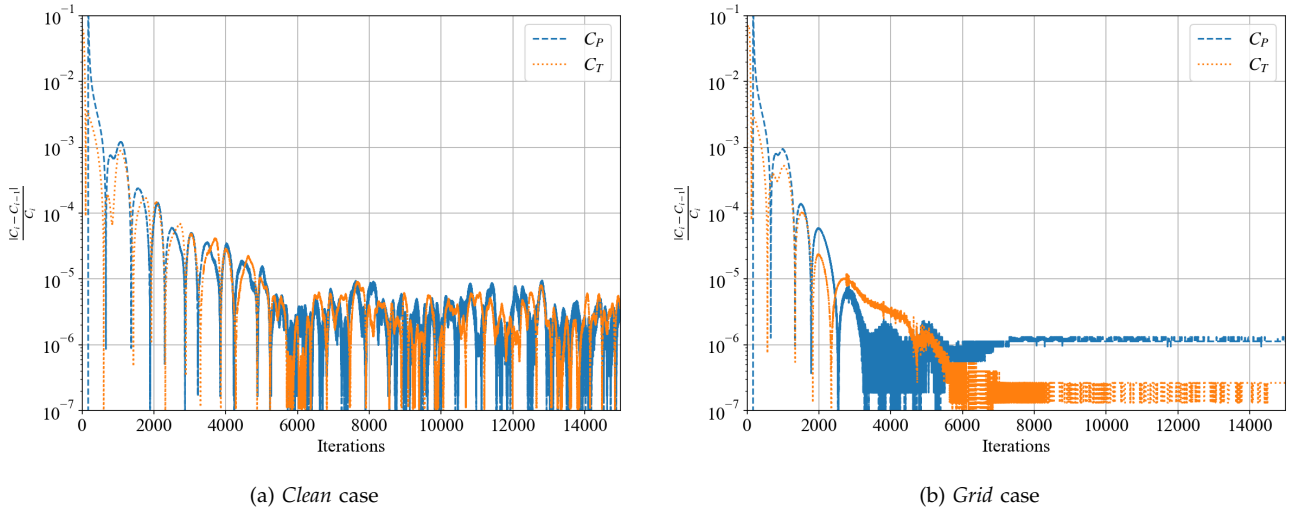 10^{-1}
10^{-2}
10^{-3}
10^{-4}
10^{-5}
10^{-6}
10^{-7}
\frac{|C_i - C_{i-1}|}{C_i}
C_P
C_T
0 2000 4000 6000 8000 10000 12000 14000
Iterations
(a) Clean case
10^{-1}
10^{-2}
10^{-3}
10^{-4}
10^{-5}
10^{-6}
10^{-7}
\frac{|C_i - C_{i-1}|}{C_i}
C_P
C_T
0 2000 4000 6000 8000 10000 12000 14000
Iterations
(b) Grid case